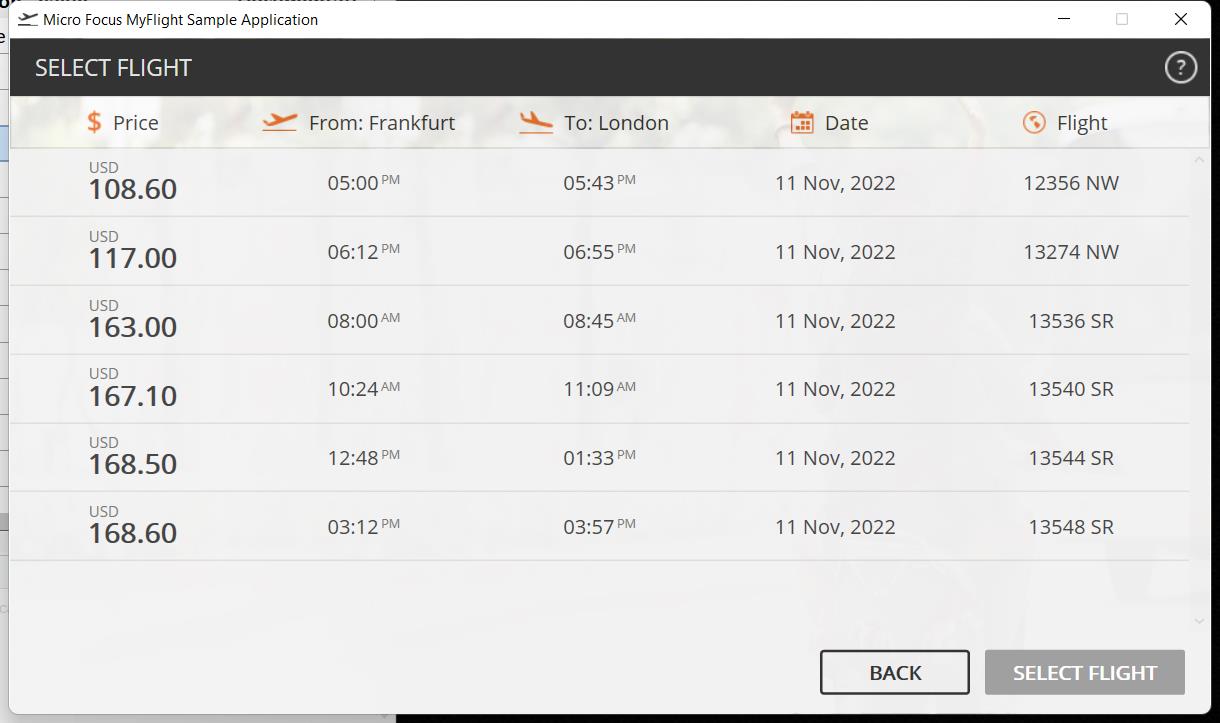 Micro Focus MyFlight Sample Application
SELECT FLIGHT ?
$ Price From: Frankfurt To: London Date Flight
USD
108.60 05:00 PM 05:43 PM 11 Nov, 2022 12356 NW
USD
117.00 06:12 PM 06:55 PM 11 Nov, 2022 13274 NW
USD
163.00 08:00 AM 08:45 AM 11 Nov, 2022 13536 SR
USD
167.10 10:24 AM 11:09 AM 11 Nov, 2022 13540 SR
USD
168.50 12:48 PM 01:33 PM 11 Nov, 2022 13544 SR
USD
168.60 03:12 PM 03:57 PM 11 Nov, 2022 13548 SR
BACK SELECT FLIGHT